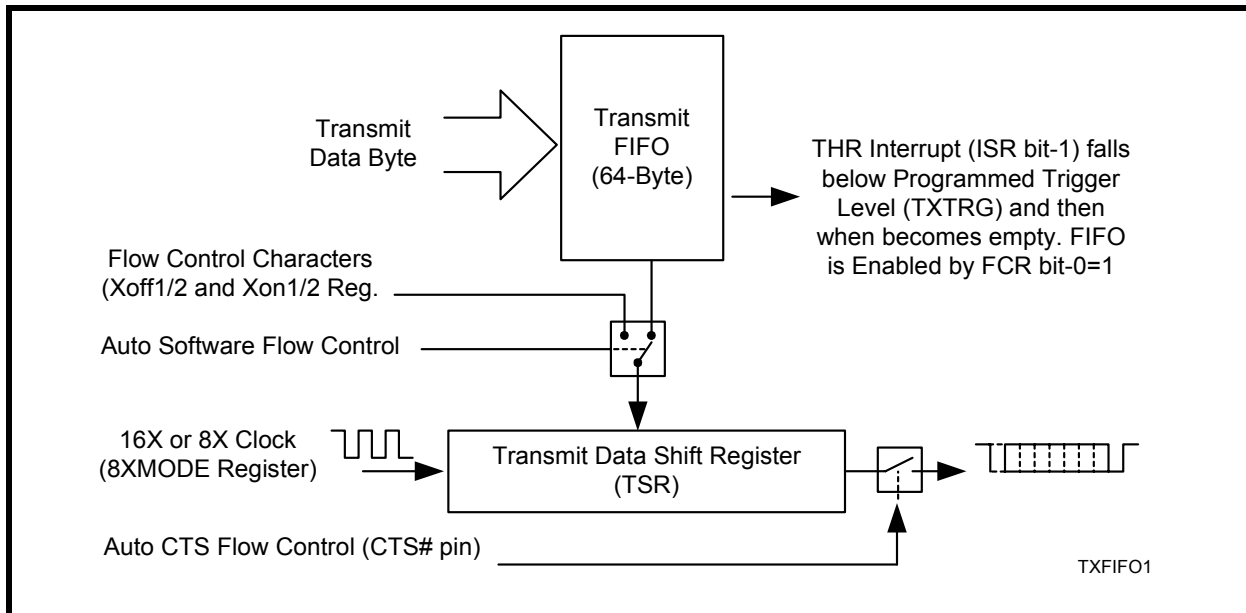 Transmit
Data Byte
Transmit
FIFO
(64-Byte)
THR Interrupt (ISR bit-1) falls
below Programmed Trigger
Level (TXTRG) and then
when becomes empty. FIFO
is Enabled by FCR bit-0=1
Flow Control Characters
(Xoff1/2 and Xon1/2 Reg.
Auto Software Flow Control
16X or 8X Clock
(8XMODE Register)
Transmit Data Shift Register
(TSR)
Auto CTS Flow Control (CTS# pin)
TXFIFO1